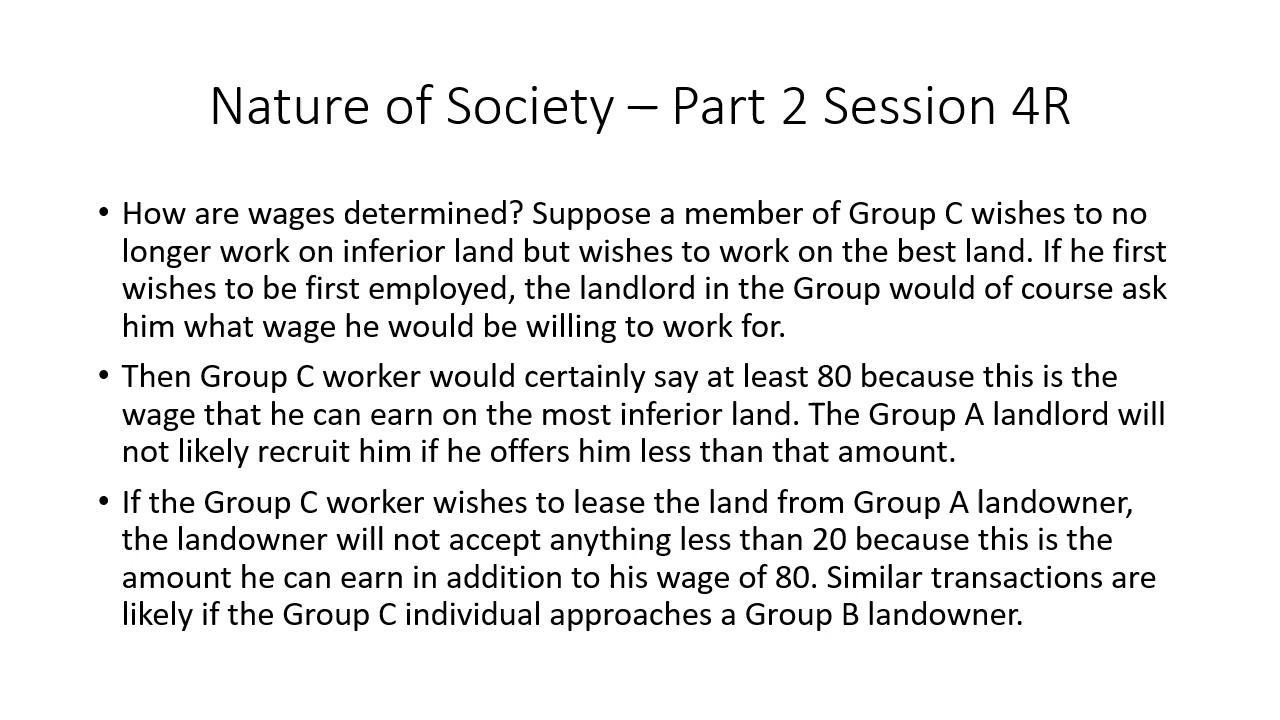 Nature of Society – Part 2 Session 4R
• How are wages determined? Suppose a member of Group C wishes to no
longer work on inferior land but wishes to work on the best land. If he first
wishes to be first employed, the landlord in the Group would of course ask
him what wage he would be willing to work for.
• Then Group C worker would certainly say at least 80 because this is the
wage that he can earn on the most inferior land. The Group A landlord will
not likely recruit him if he offers him less than that amount.
• If the Group C worker wishes to lease the land from Group A landowner,
the landowner will not accept anything less than 20 because this is the
amount he can earn in addition to his wage of 80. Similar transactions are
likely if the Group C individual approaches a Group B landowner.